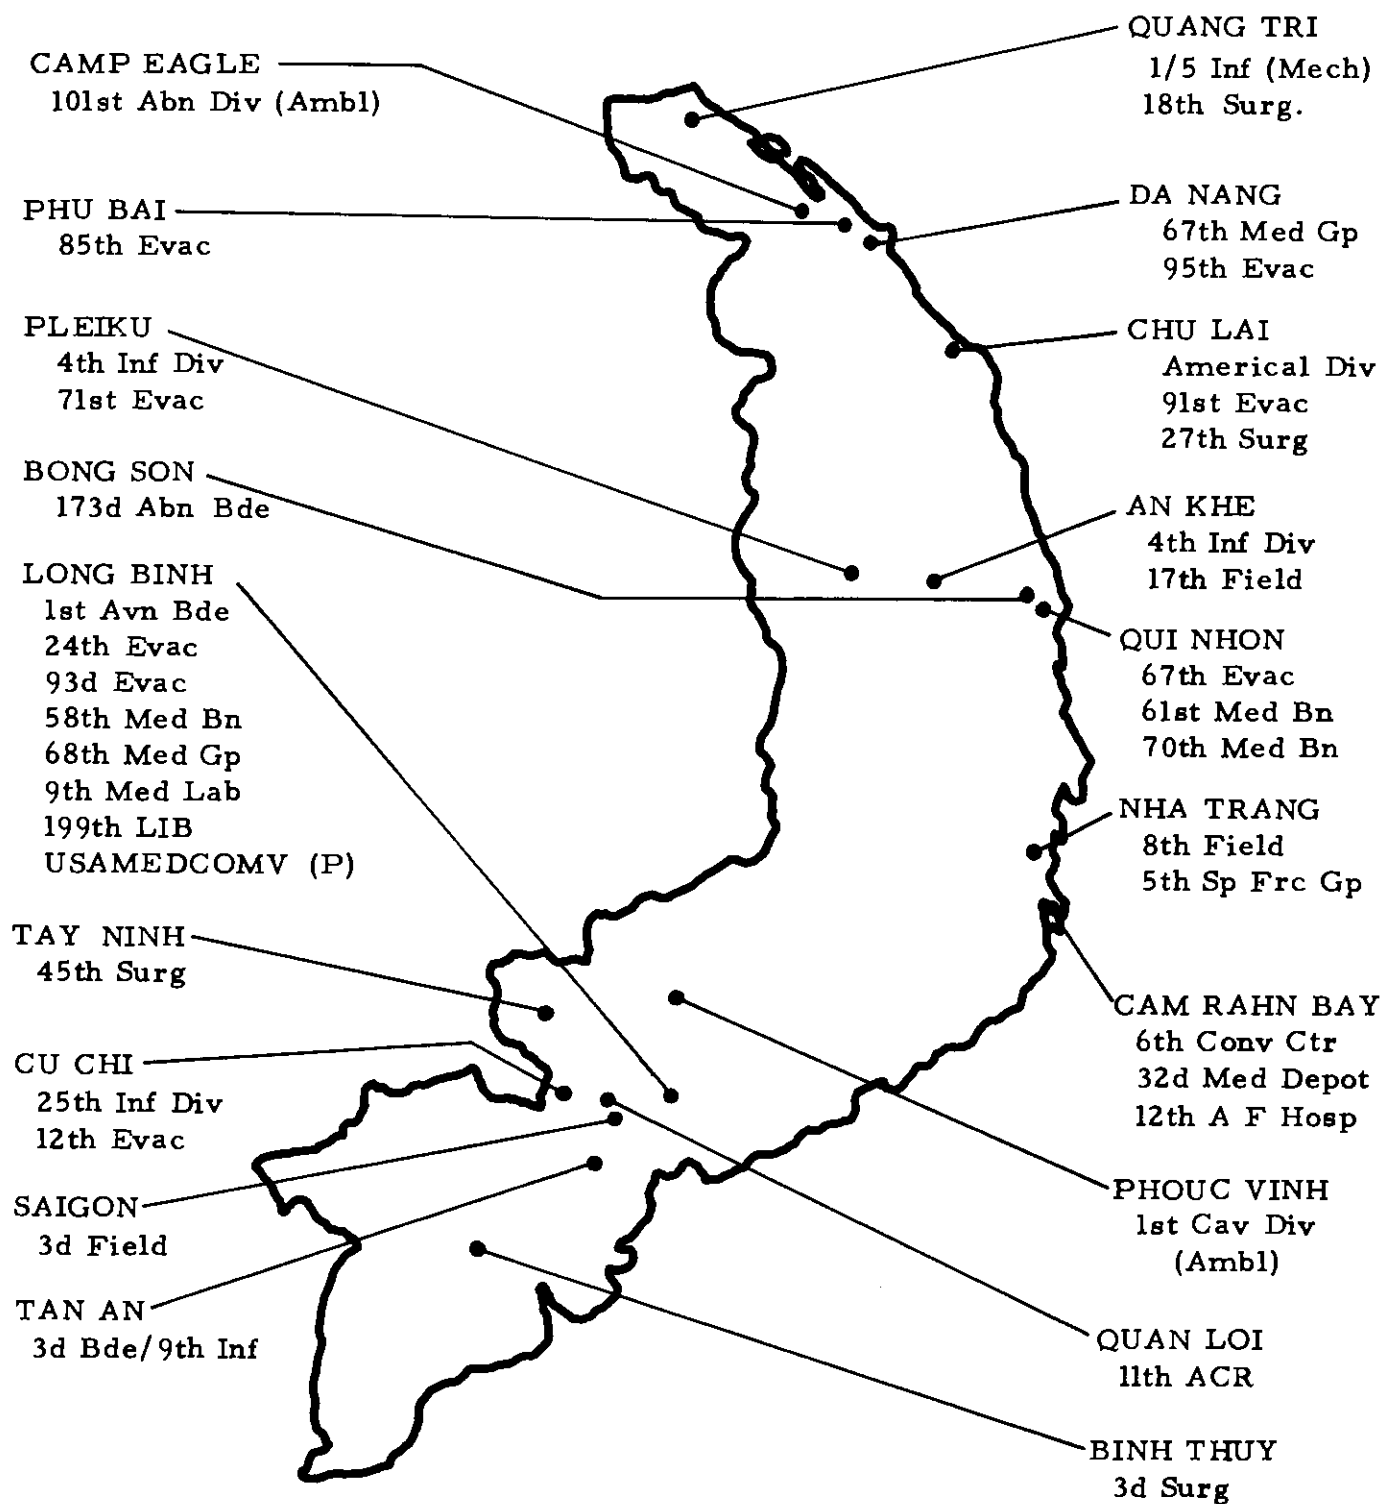 CAMP EAGLE
101st Abn Div (Ambl)
PHU BAI
85th Evac
PLEIKU
4th Inf Div
71st Evac
BONG SON
173d Abn Bde
LONG BINH
1st Avn Bde
24th Evac
93d Evac
58th Med Bn
68th Med Gp
9th Med Lab
199th LIB
USAMEDCOMV (P)
TAY NINH
45th Surg
CU CHI
25th Inf Div
12th Evac
SAIGON
3d Field
TAN AN
3d Bde/9th Inf
QUANG TRI
1/5 Inf (Mech)
18th Surg.
DA NANG
67th Med Gp
95th Evac
CHU LAI
Americal Div
91st Evac
27th Surg
AN KHE
4th Inf Div
17th Field
QUI NHON
67th Evac
61st Med Bn
70th Med Bn
NHA TRANG
8th Field
5th Sp Frc Gp
CAM RAHN BAY
6th Conv Ctr
32d Med Depot
12th A F Hosp
PHOUC VINH
1st Cav Div
(Ambl)
QUAN LOI
11th ACR
BINH THUY
3d Surg